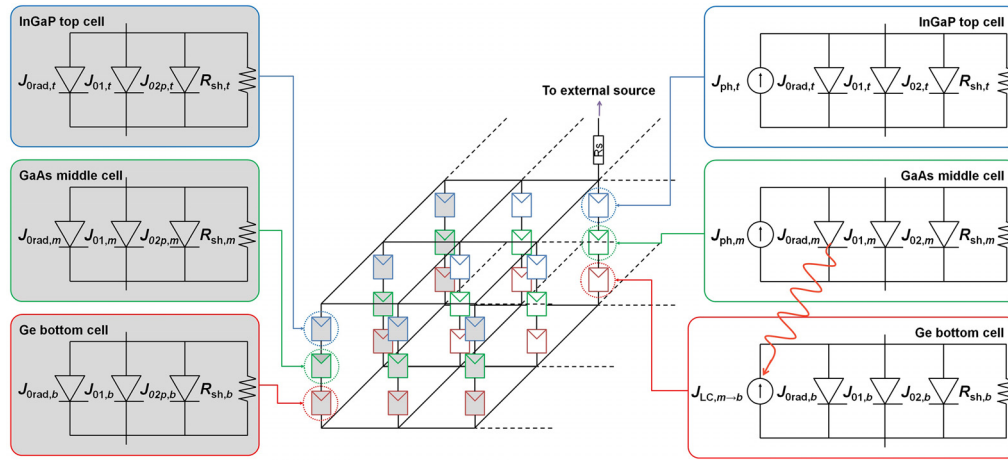 InGaP top cell
J0rad,t J01,t J02p,t Rsh,t
GaAs middle cell
J0rad,m J01,m J02p,m Rsh,m
Ge bottom cell
J0rad,b J01,b J02p,b Rsh,b
To external source
Rs
InGaP top cell
Jph,t J0rad,t J01,t J02,t Rsh,t
GaAs middle cell
Jph,m J0rad,m J01,m J02,m Rsh,m
Ge bottom cell
JLC,m→b J0rad,b J01,b J02,b Rsh,b